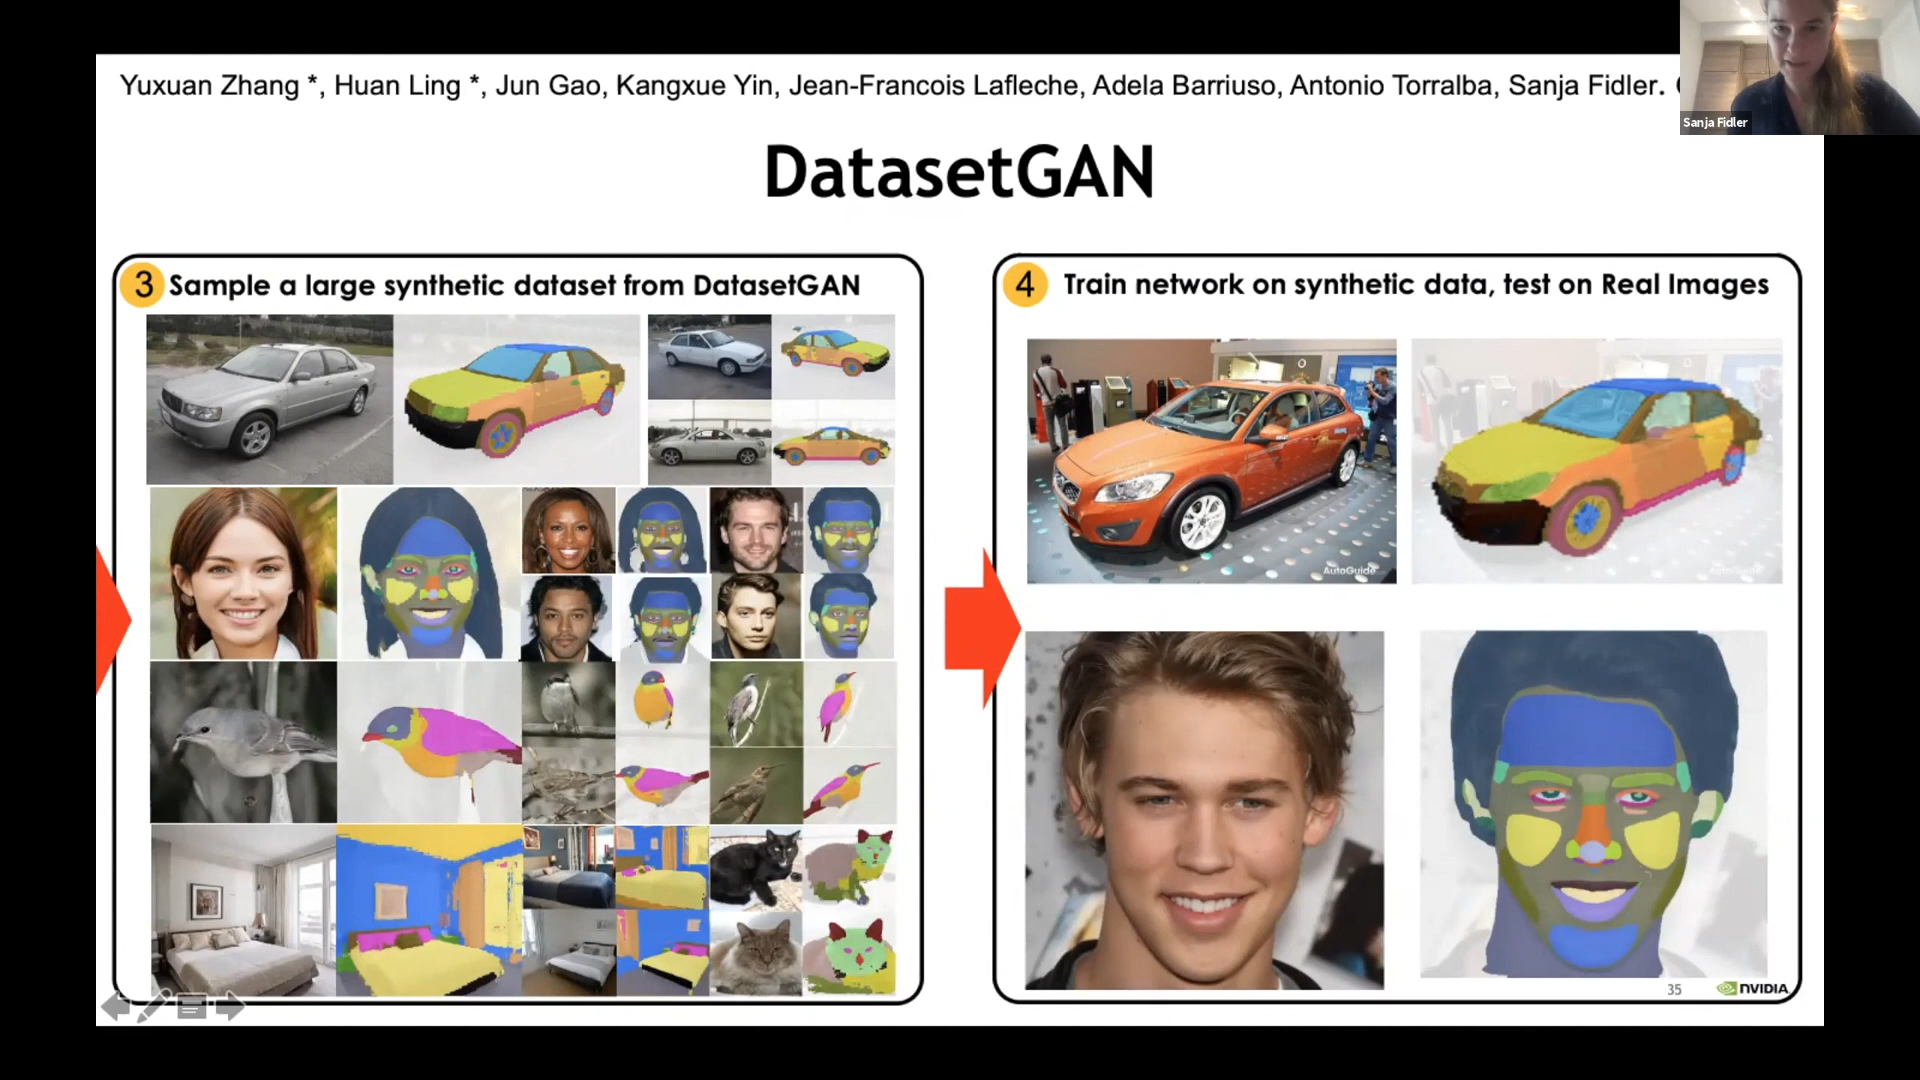 Yuxuan Zhang *, Huan Ling *, Jun Gao, Kangxue Yin, Jean-Francois Lafleche, Adela Barriuso, Antonio Torralba, Sanja Fidler.
Sanja Fidler
DatasetGAN
3 Sample a large synthetic dataset from DatasetGAN
4 Train network on synthetic data, test on Real Images
AutoGuide
35 NVIDIA